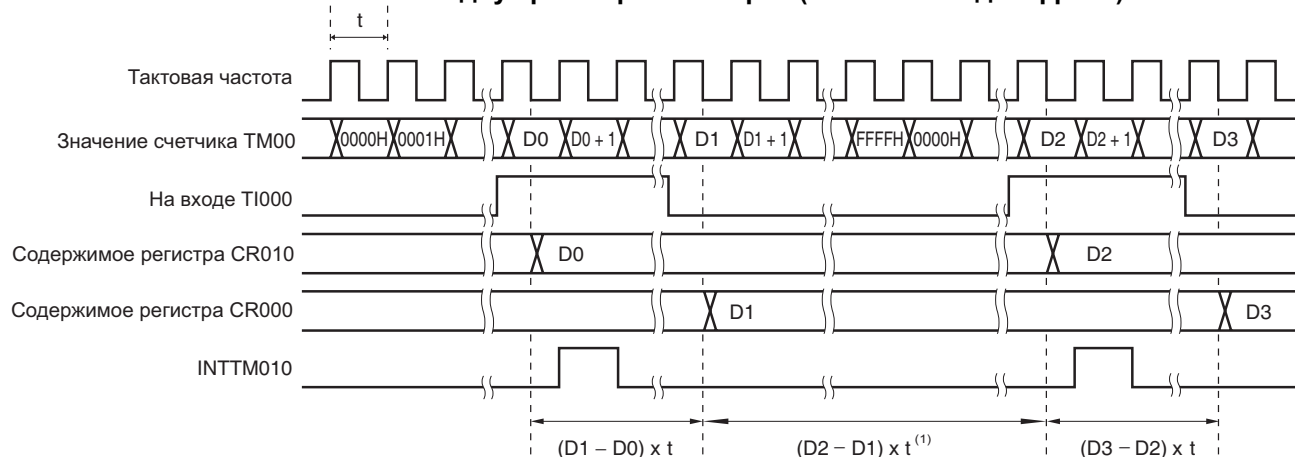 t
Тактовая частота
Значение счетчика TM00
0000H 0001H D0 D0 + 1 D1 D1 + 1 FFFFH 0000H D2 D2 + 1 D3
На входе TI000
Содержимое регистра CR010
D0 D2
Содержимое регистра CR000
D1 D3
INTTM010
(D1 – D0) x t (D2 – D1) x t (1) (D3 – D2) x t